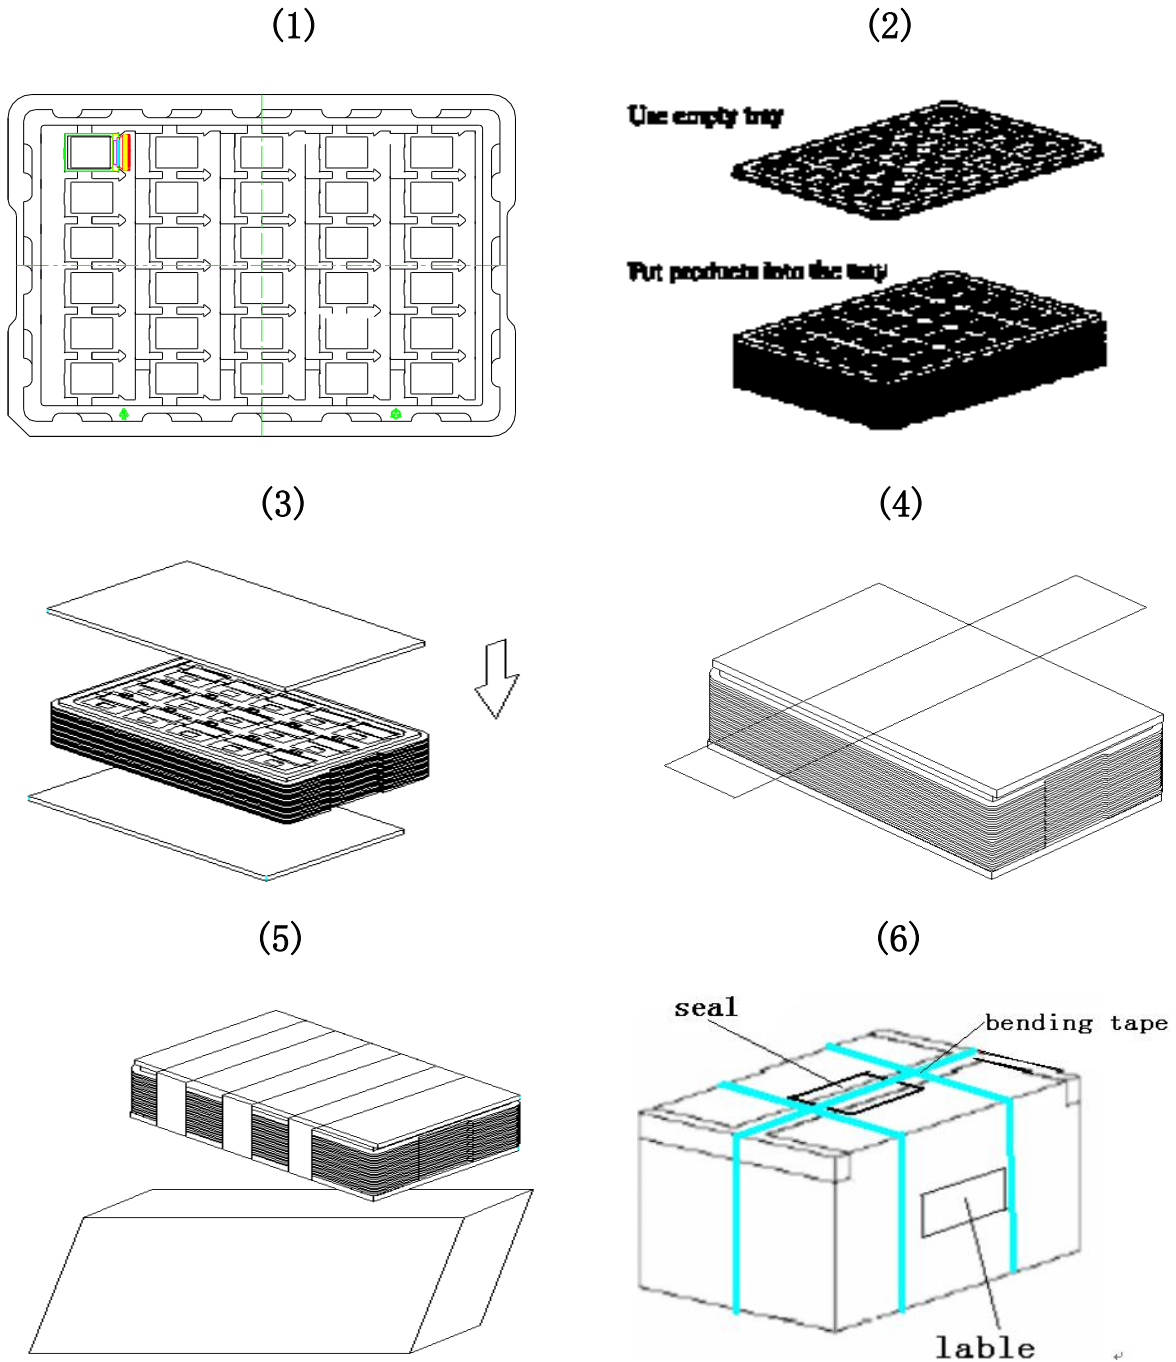 (1)
(2)
Use empty tray
Put products into the tray
(3)
(4)
(5)
(6)
seal
bending tape
lable